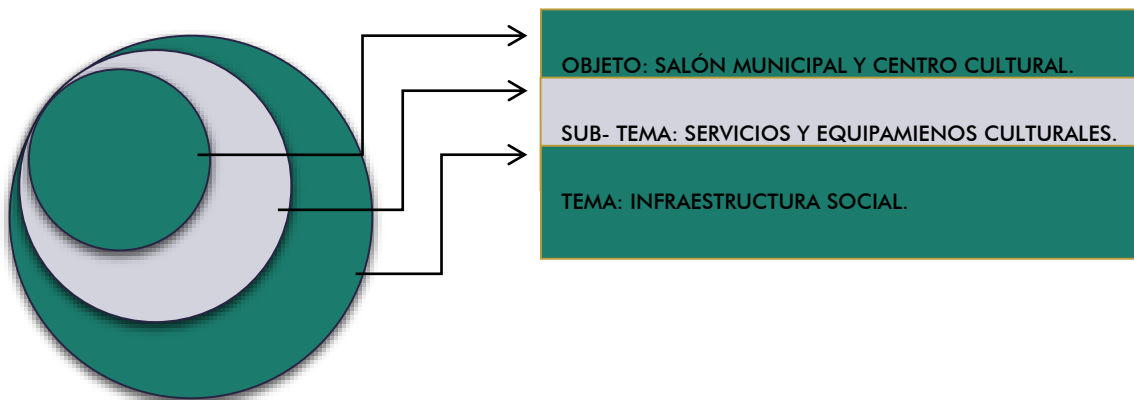 OBJETO: SALÓN MUNICIPAL Y CENTRO CULTURAL.
SUB- TEMA: SERVICIOS Y EQUIPAMIENOS CULTURALES.
TEMA: INFRAESTRUCTURA SOCIAL.